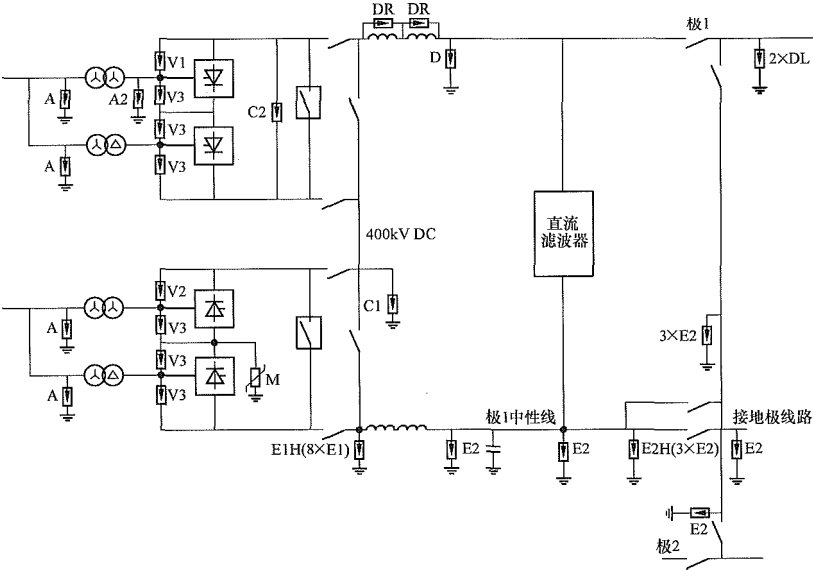 DR DR
极1
V1
D
2×DL
A
A2
V3
C2
V3
A
V3
直流
滤波器
400kV DC
V2
C1
A
V3
3×E2
V3
M
A
V3
极1中性线
接地极线路
E1H(8×E1)
E2
E2
E2H(3×E2)
E2
E2
极2